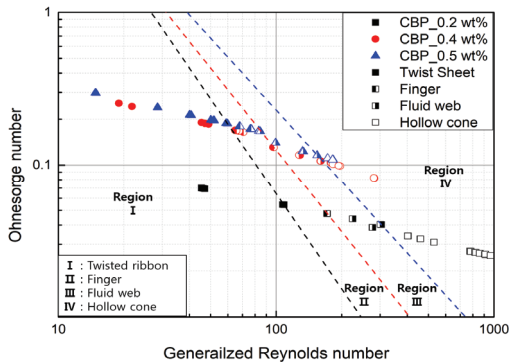 1
0.1
Ohnesorge number
10
100
1000
Generailzed Reynolds number
CBP_0.2 wt%
CBP_0.4 wt%
CBP_0.5 wt%
Twist Sheet
Finger
Fluid web
Hollow cone
Region
I
Region
IV
Region
II
Region
III
I : Twisted ribbon
II : Finger
III : Fluid web
IV : Hollow cone